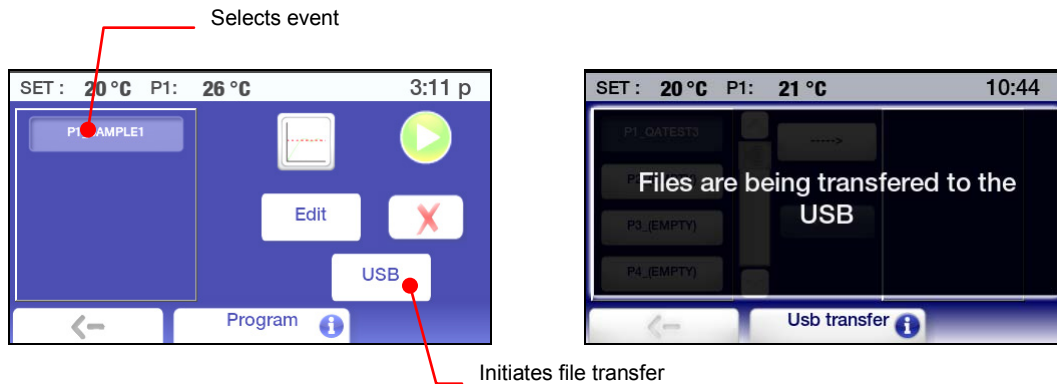 Selects event
SET : 20 °C P1: 26 °C 3:11 p
P1_SAMPLE1
Edit
USB
Program
Initiates file transfer
SET : 20 °C P1: 21 °C 10:44
P1_QATEST3
---->
Files are being transfered to the
USB
P3_(EMPTY)
P4_(EMPTY)
Usb transfer